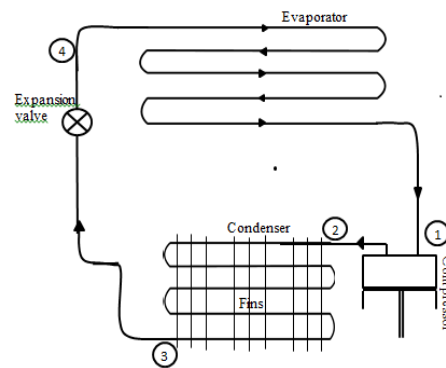 Evaporator
4
Expansion
valve
1
Condenser
2
Compressor
Fins
3